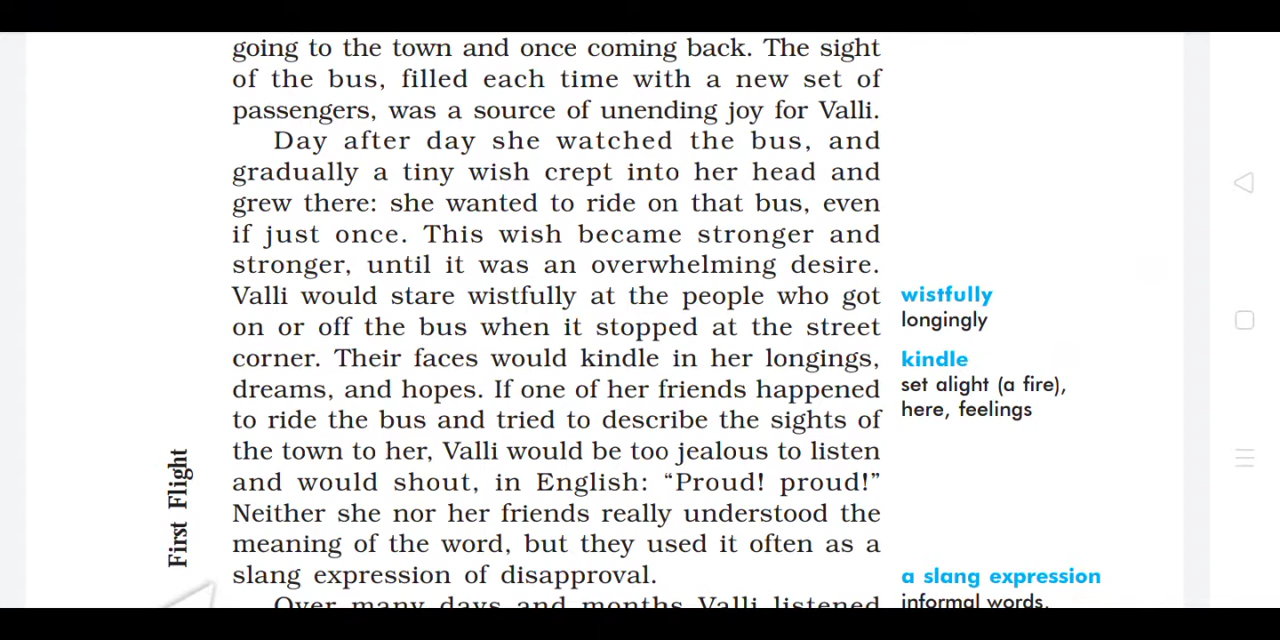 going to the town and once coming back. The sight
of the bus, filled each time with a new set of
passengers, was a source of unending joy for Valli.
Day after day she watched the bus, and
gradually a tiny wish crept into her head and
grew there: she wanted to ride on that bus, even
if just once. This wish became stronger and
stronger, until it was an overwhelming desire.
Valli would stare wistfully at the people who got
on or off the bus when it stopped at the street
corner. Their faces would kindle in her longings,
dreams, and hopes. If one of her friends happened
to ride the bus and tried to describe the sights of
the town to her, Valli would be too jealous to listen
and would shout, in English: “Proud! proud!”
Neither she nor her friends really understood the
meaning of the word, but they used it often as a
slang expression of disapproval.
Over many days and months Valli listened
wistfully
longingly
kindle
set alight (a fire),
here, feelings
a slang expression
informal words,
First Flight